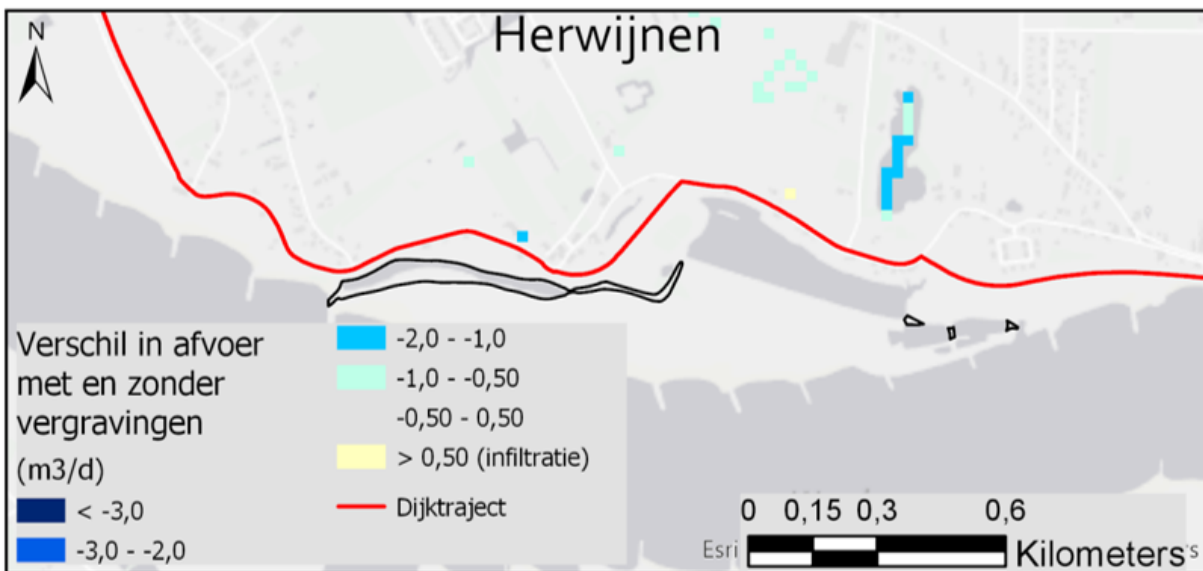 N
Herwijnen
Verschil in afvoer
met en zonder
vergravingen
(m3/d)
< -3,0
-3,0 - -2,0
-2,0 - -1,0
-1,0 - -0,50
-0,50 - 0,50
> 0,50 (infiltratie)
Dijktraject
0 0,15 0,3 0,6
Kilometers
Esri